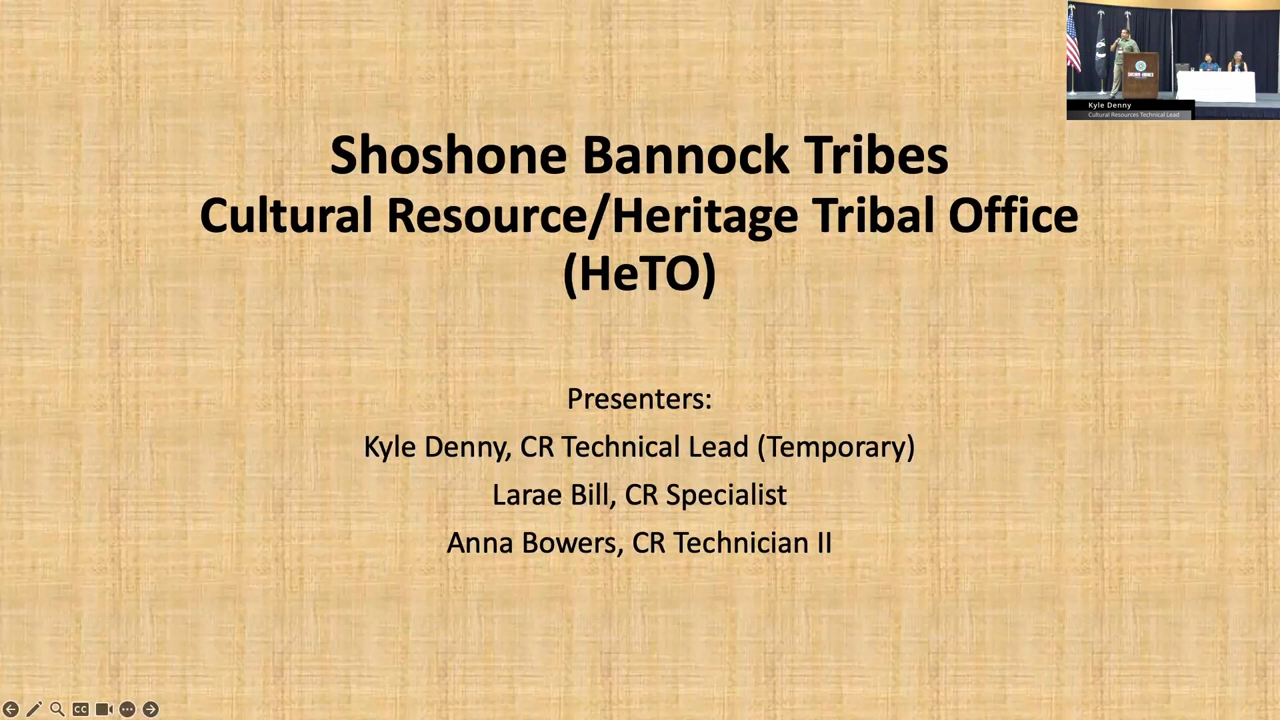 Shoshone Bannock Tribes
Cultural Resource/Heritage Tribal Office
(HeTO)
Presenters:
Kyle Denny, CR Technical Lead (Temporary)
Larae Bill, CR Specialist
Anna Bowers, CR Technician II
Kyle Denny
Cultural Resources Technical Lead
CC